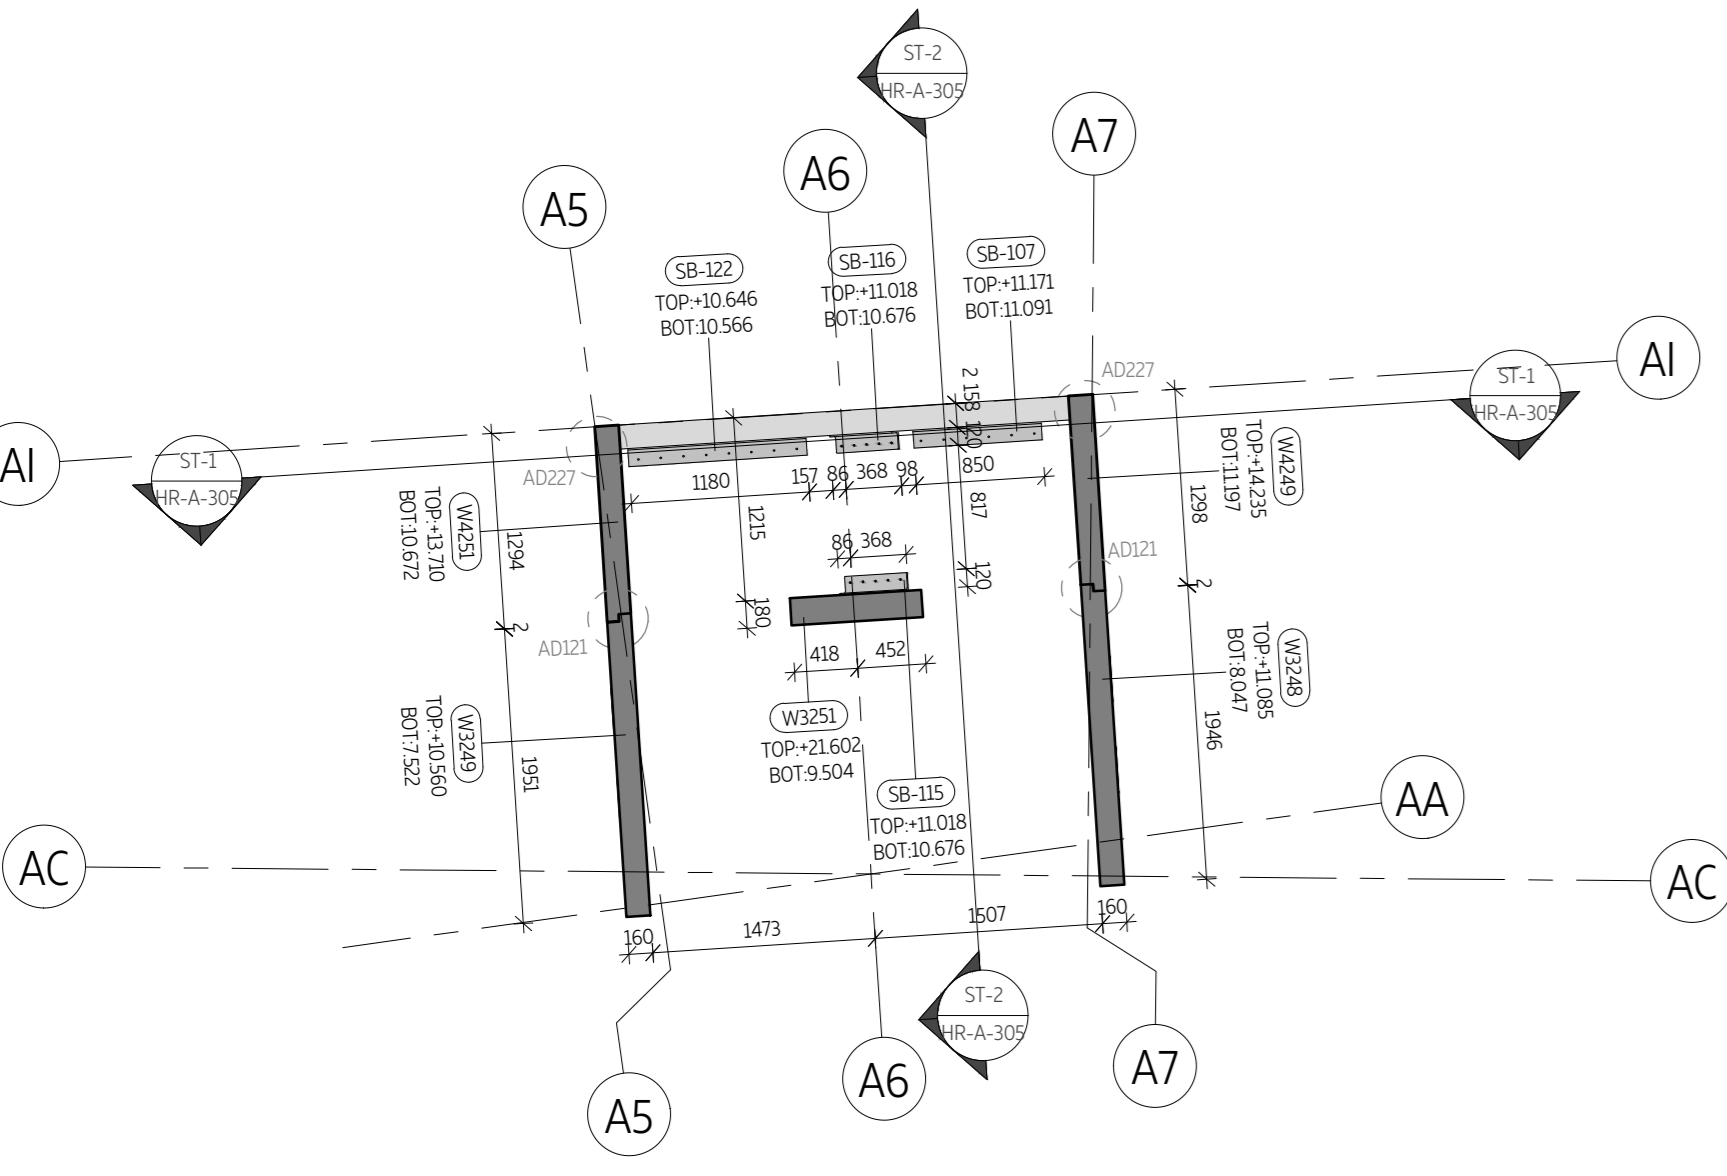 ST-2
HR-A-305
A5
A6
A7
SB-122
TOP:+10.646
BOT:10.566
SB-116
TOP:+11.018
BOT:10.676
SB-107
TOP:+11.171
BOT:11.091
AI
AI
ST-1
HR-A-305
ST-1
HR-A-305
AD227
AD227
2
158
120
1180
157
86
368
98
850
817
1215
W4251
TOP:+13.710
BOT:10.672
1294
W4249
TOP:+14.235
BOT:11.197
1298
86
368
120
180
AD121
AD121
2
2
418
452
W3251
TOP:+21.602
BOT:9.504
SB-115
TOP:+11.018
BOT:10.676
W3249
TOP:+10.560
BOT:7.522
1951
W3248
TOP:+11.085
BOT:8.047
1946
AA
AC
AC
160
1473
1507
160
ST-2
HR-A-305
A5
A6
A7